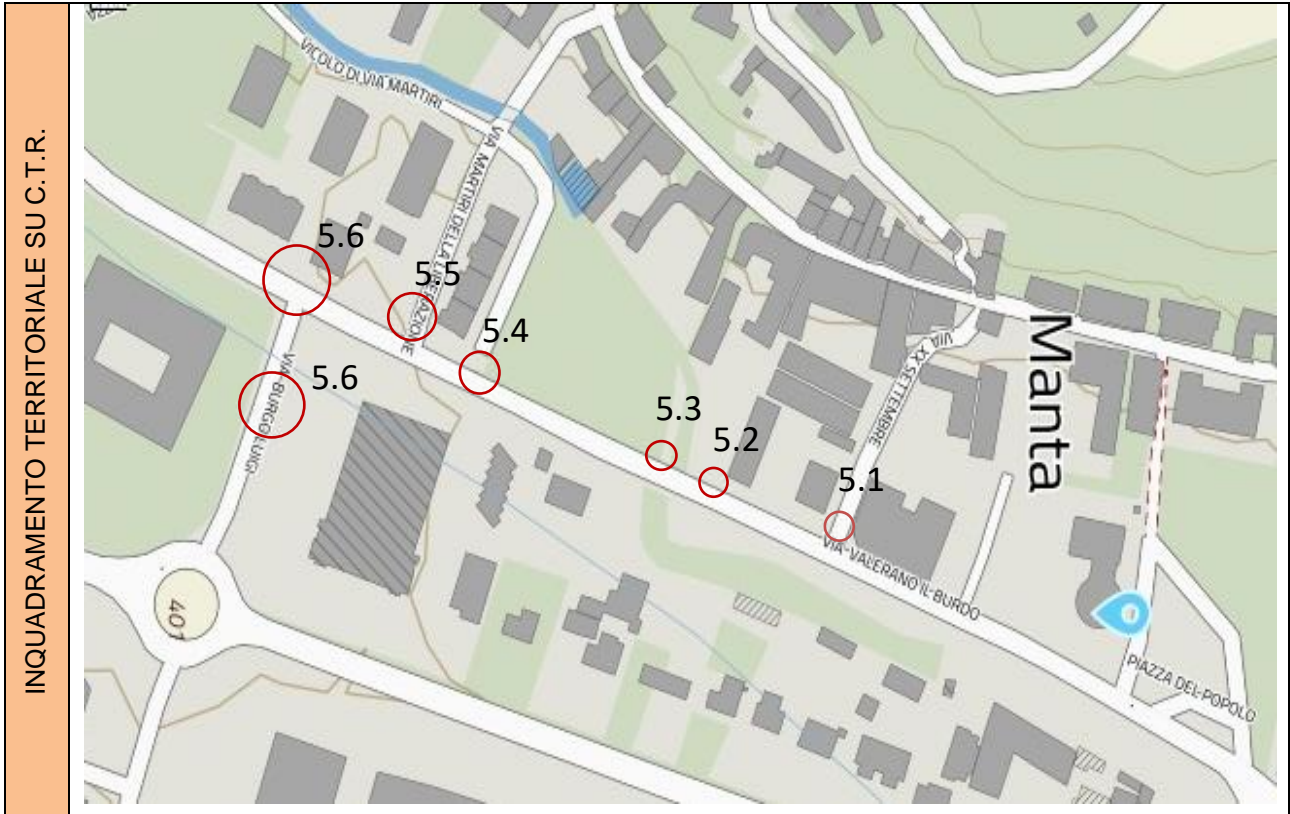 INQUADRAMENTO TERRITORIALE SU C.T.R.
VICOLO DI VIA MARTIRI
VIA MARTIRI DELLA LIBERAZIONE
5.6
5.5
5.4
5.6
VIA BURGO LUIGI
5.3
5.2
5.1
VIA XX SETTEMBRE
Manta
VIA VALERANO IL BURDO
PIAZZA DEL POPOLO
401